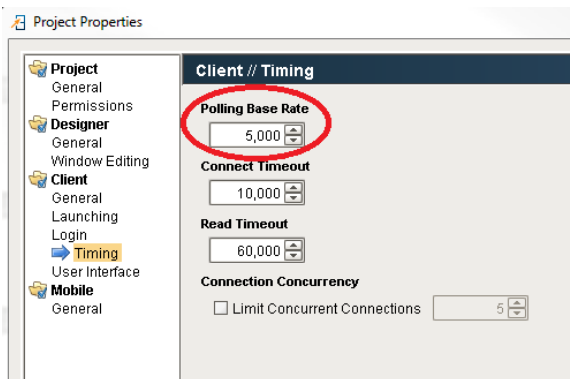 Project Properties
Project
General
Permissions
Designer
General
Window Editing
Client
General
Launching
Login
Timing
User Interface
Mobile
General
Client // Timing
Polling Base Rate
5,000
Connect Timeout
10,000
Read Timeout
60,000
Connection Concurrency
Limit Concurrent Connections 5